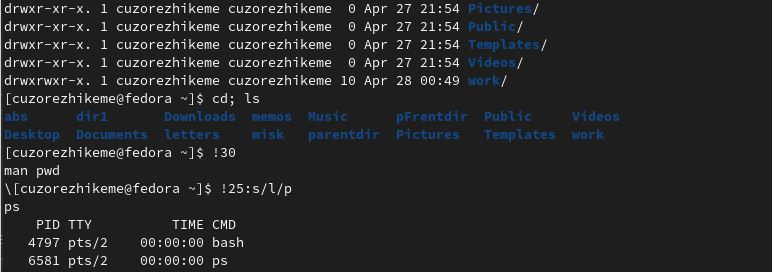 drwxr-xr-x. 1 cuzorezhikeme cuzorezhikeme  0 Apr 27 21:54 Pictures/
drwxr-xr-x. 1 cuzorezhikeme cuzorezhikeme  0 Apr 27 21:54 Public/
drwxr-xr-x. 1 cuzorezhikeme cuzorezhikeme  0 Apr 27 21:54 Templates/
drwxr-xr-x. 1 cuzorezhikeme cuzorezhikeme  0 Apr 27 21:54 Videos/
drwxrwxr-x. 1 cuzorezhikeme cuzorezhikeme 10 Apr 28 00:49 work/
[cuzorezhikeme@fedora ~]$ cd; ls
abs      dir1       Downloads  memos  Music      pFrentdir  Public     Videos
Desktop  Documents  letters    misk   parentdir  Pictures   Templates  work
[cuzorezhikeme@fedora ~]$ !30
man pwd
\[cuzorezhikeme@fedora ~]$ !25:s/l/p
ps
    PID TTY          TIME CMD
   4797 pts/2    00:00:00 bash
   6581 pts/2    00:00:00 ps